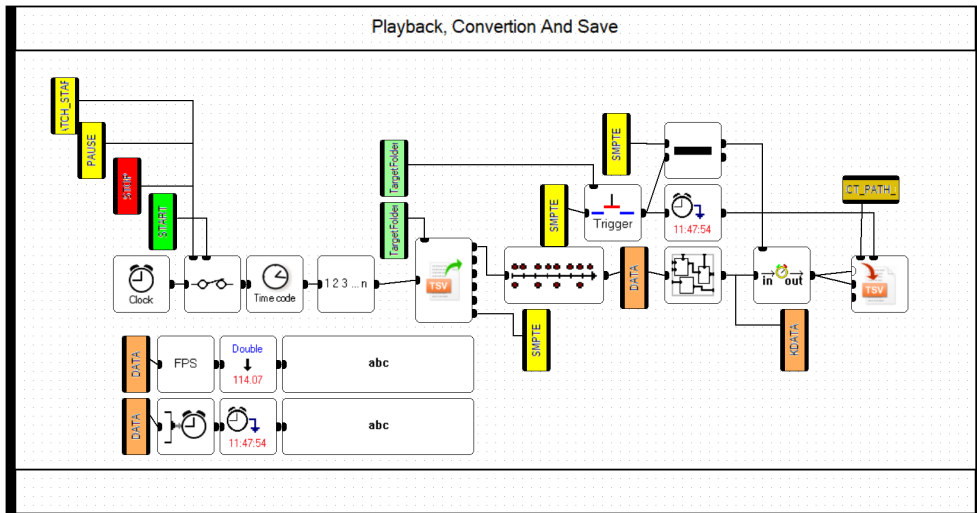 Playback, Convertion And Save
ATCH_STAR
PAUSE
START
TargetFolder
TargetFolder
SMPTE
SMPTE
Trigger
11:47:54
CT_PATH_
Clock
Time code
1 2 3 ... n
TSV
DATA
in out
TSV
SMPTE
KDATA
DATA
FPS
Double
114.07
abc
DATA
11:47:54
abc